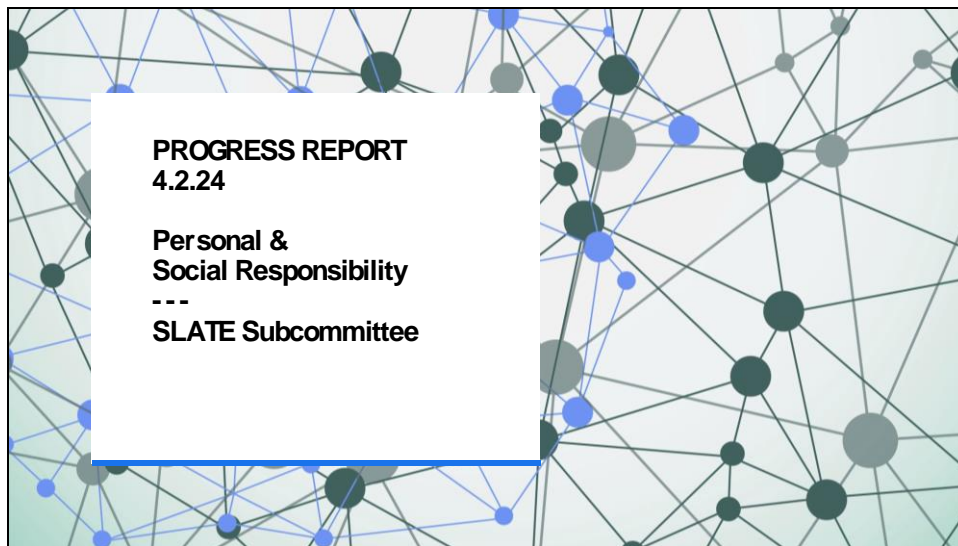 PROGRESS REPORT
4.2.24
Personal &
Social Responsibility
---
SLATE Subcommittee